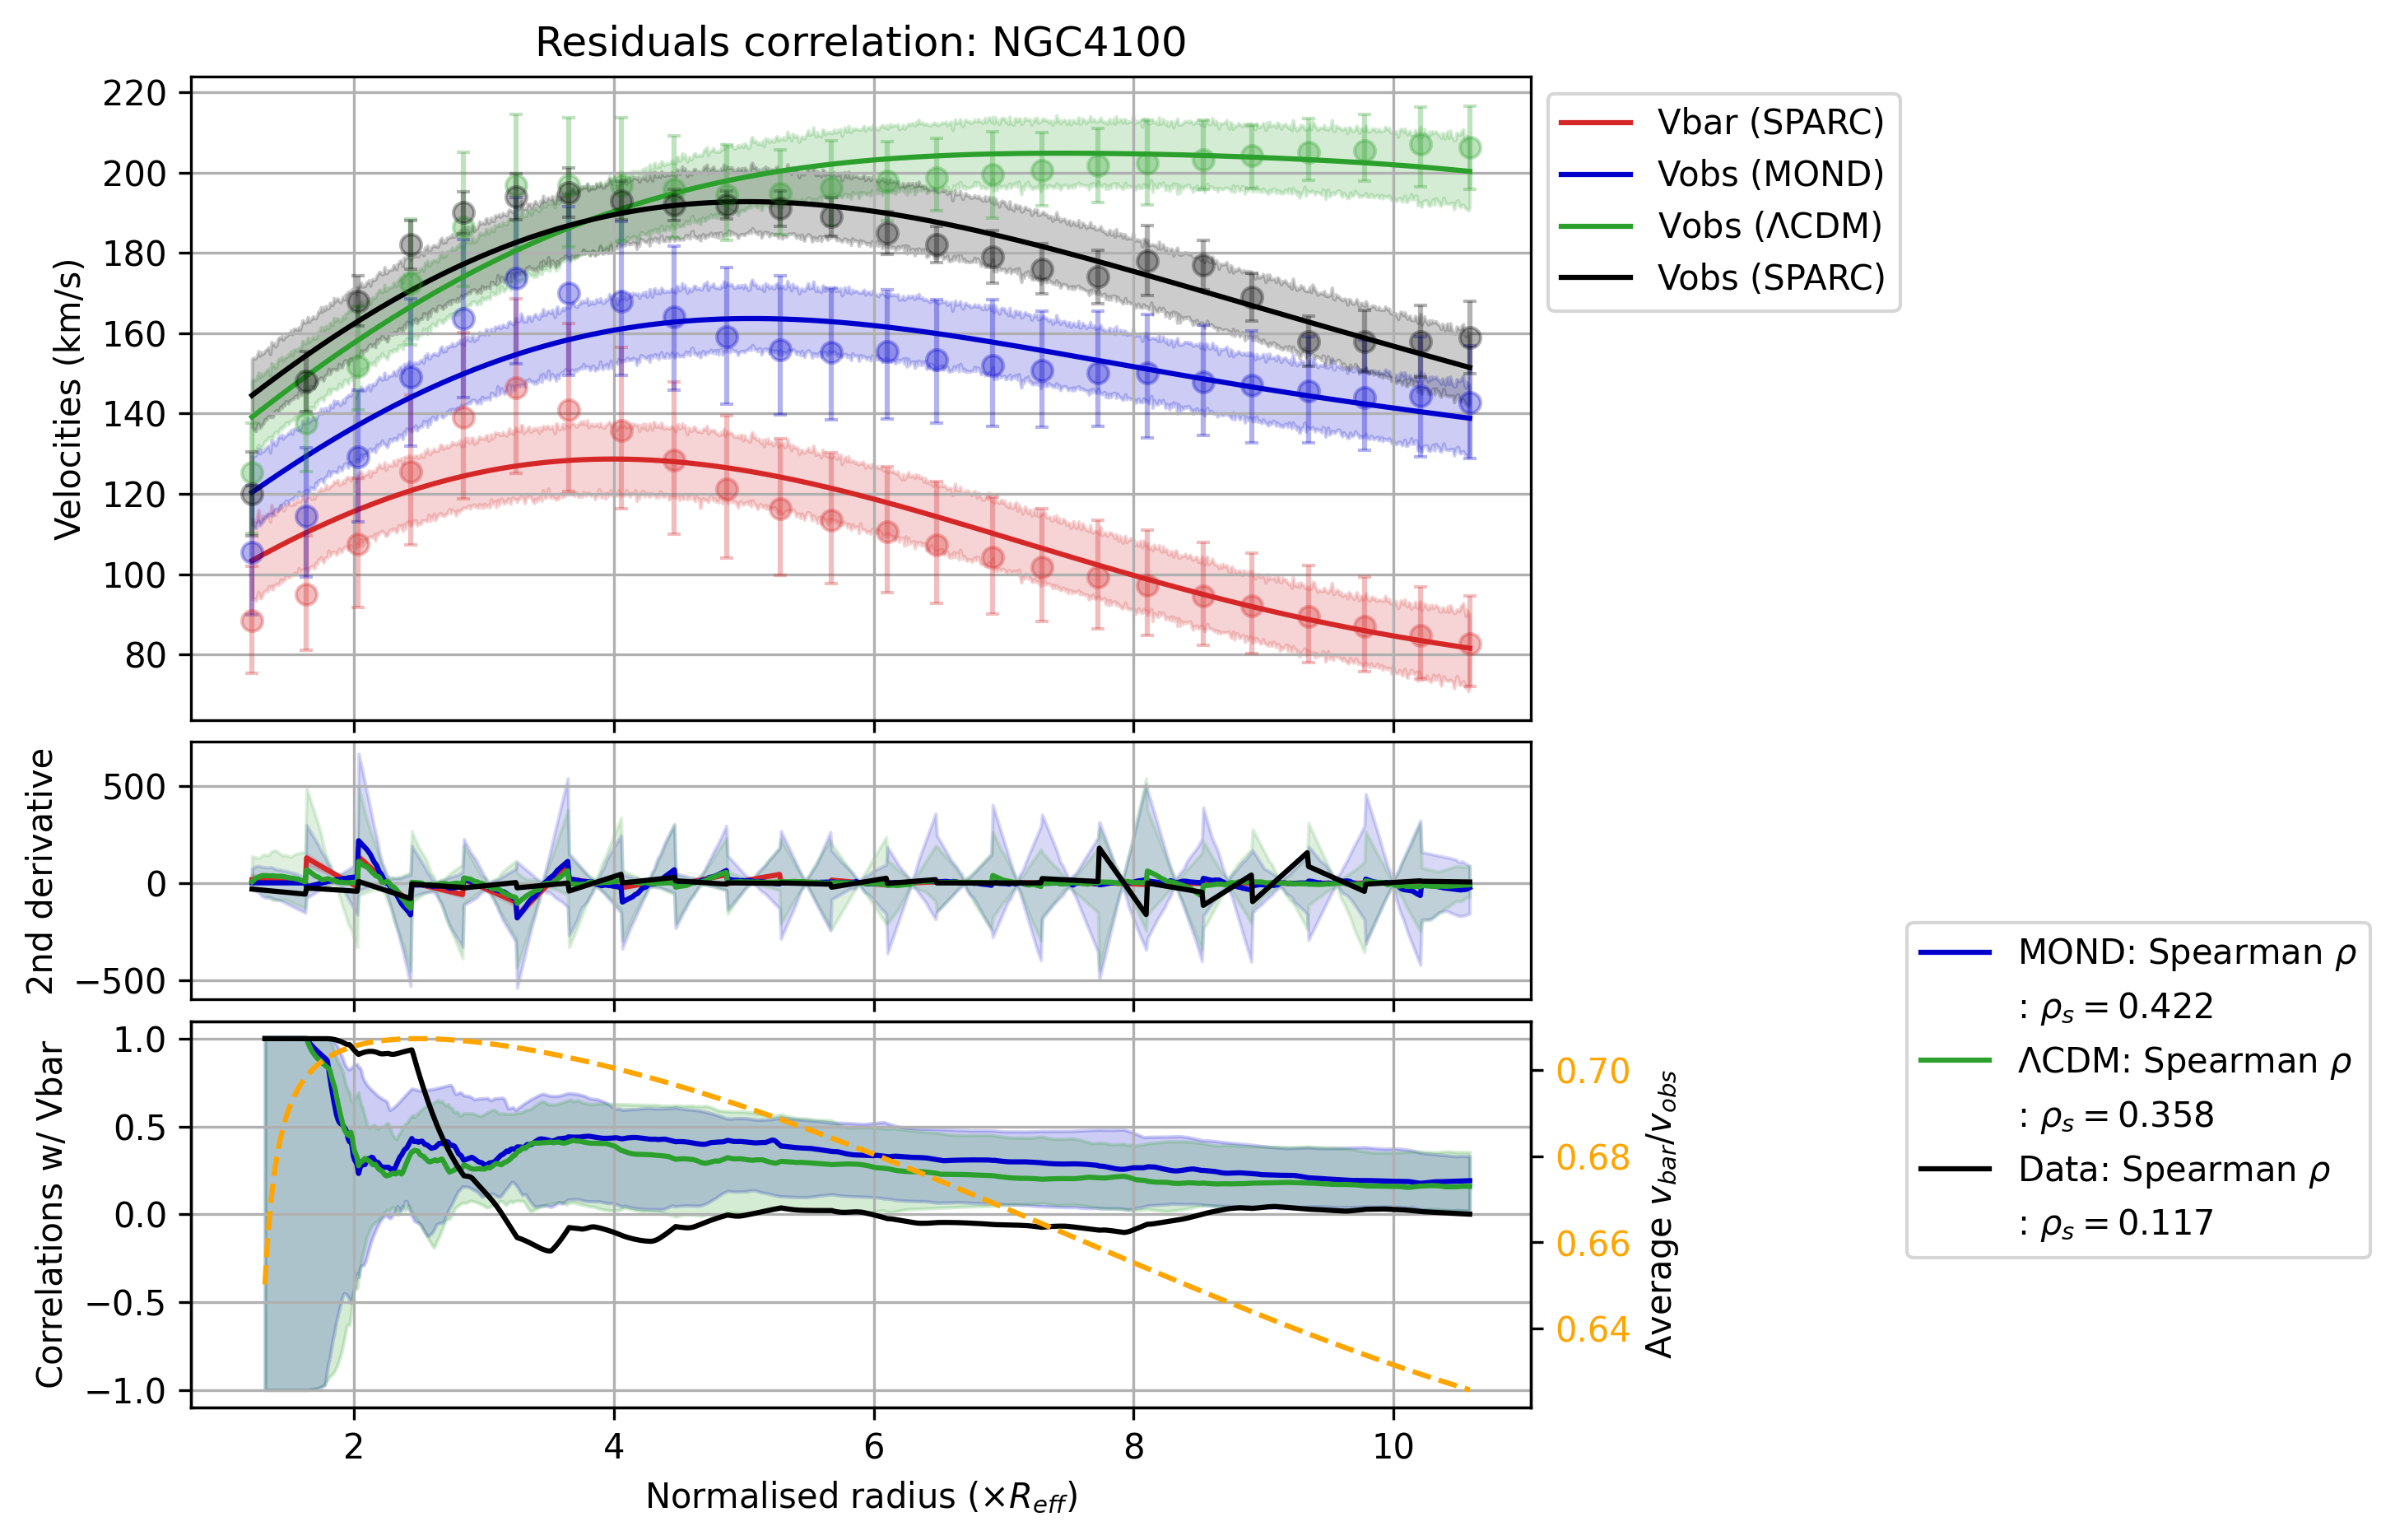 Residuals correlation: NGC4100
Velocities (km/s)
220
200
180
160
140
120
100
80
Vbar (SPARC)
Vobs (MOND)
Vobs (ΛCDM)
Vobs (SPARC)
2nd derivative
500
0
−500
Correlations w/ Vbar
1.0
0.5
0.0
−0.5
−1.0
0.70
0.68
0.66
0.64
Average v_bar/v_obs
MOND: Spearman ρ
: ρ_s = 0.422
ΛCDM: Spearman ρ
: ρ_s = 0.358
Data: Spearman ρ
: ρ_s = 0.117
2 4 6 8 10
Normalised radius (×R_eff)